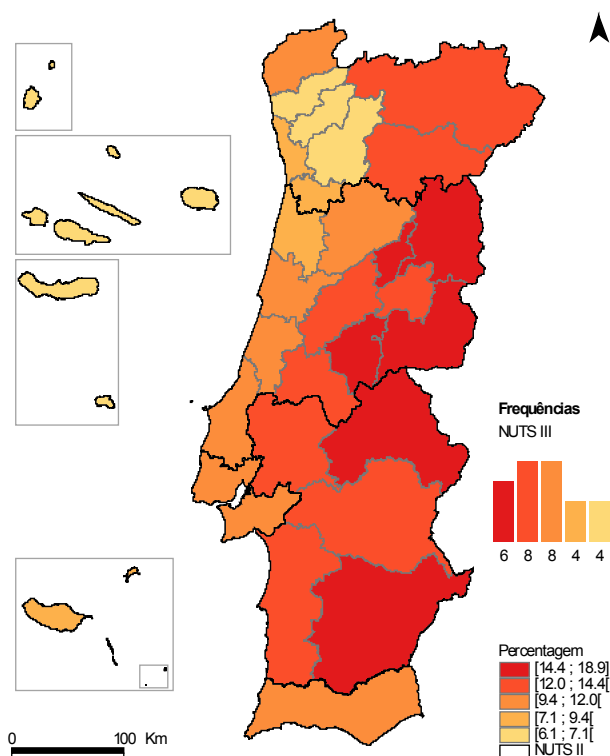 Frequências
NUTS III
6 8 8 4 4
Percentagem
[14.4 ; 18.9]
[12.0 ; 14.4[
[9.4 ; 12.0[
[7.1 ; 9.4[
[6.1 ; 7.1[
NUTS II
0 100 Km